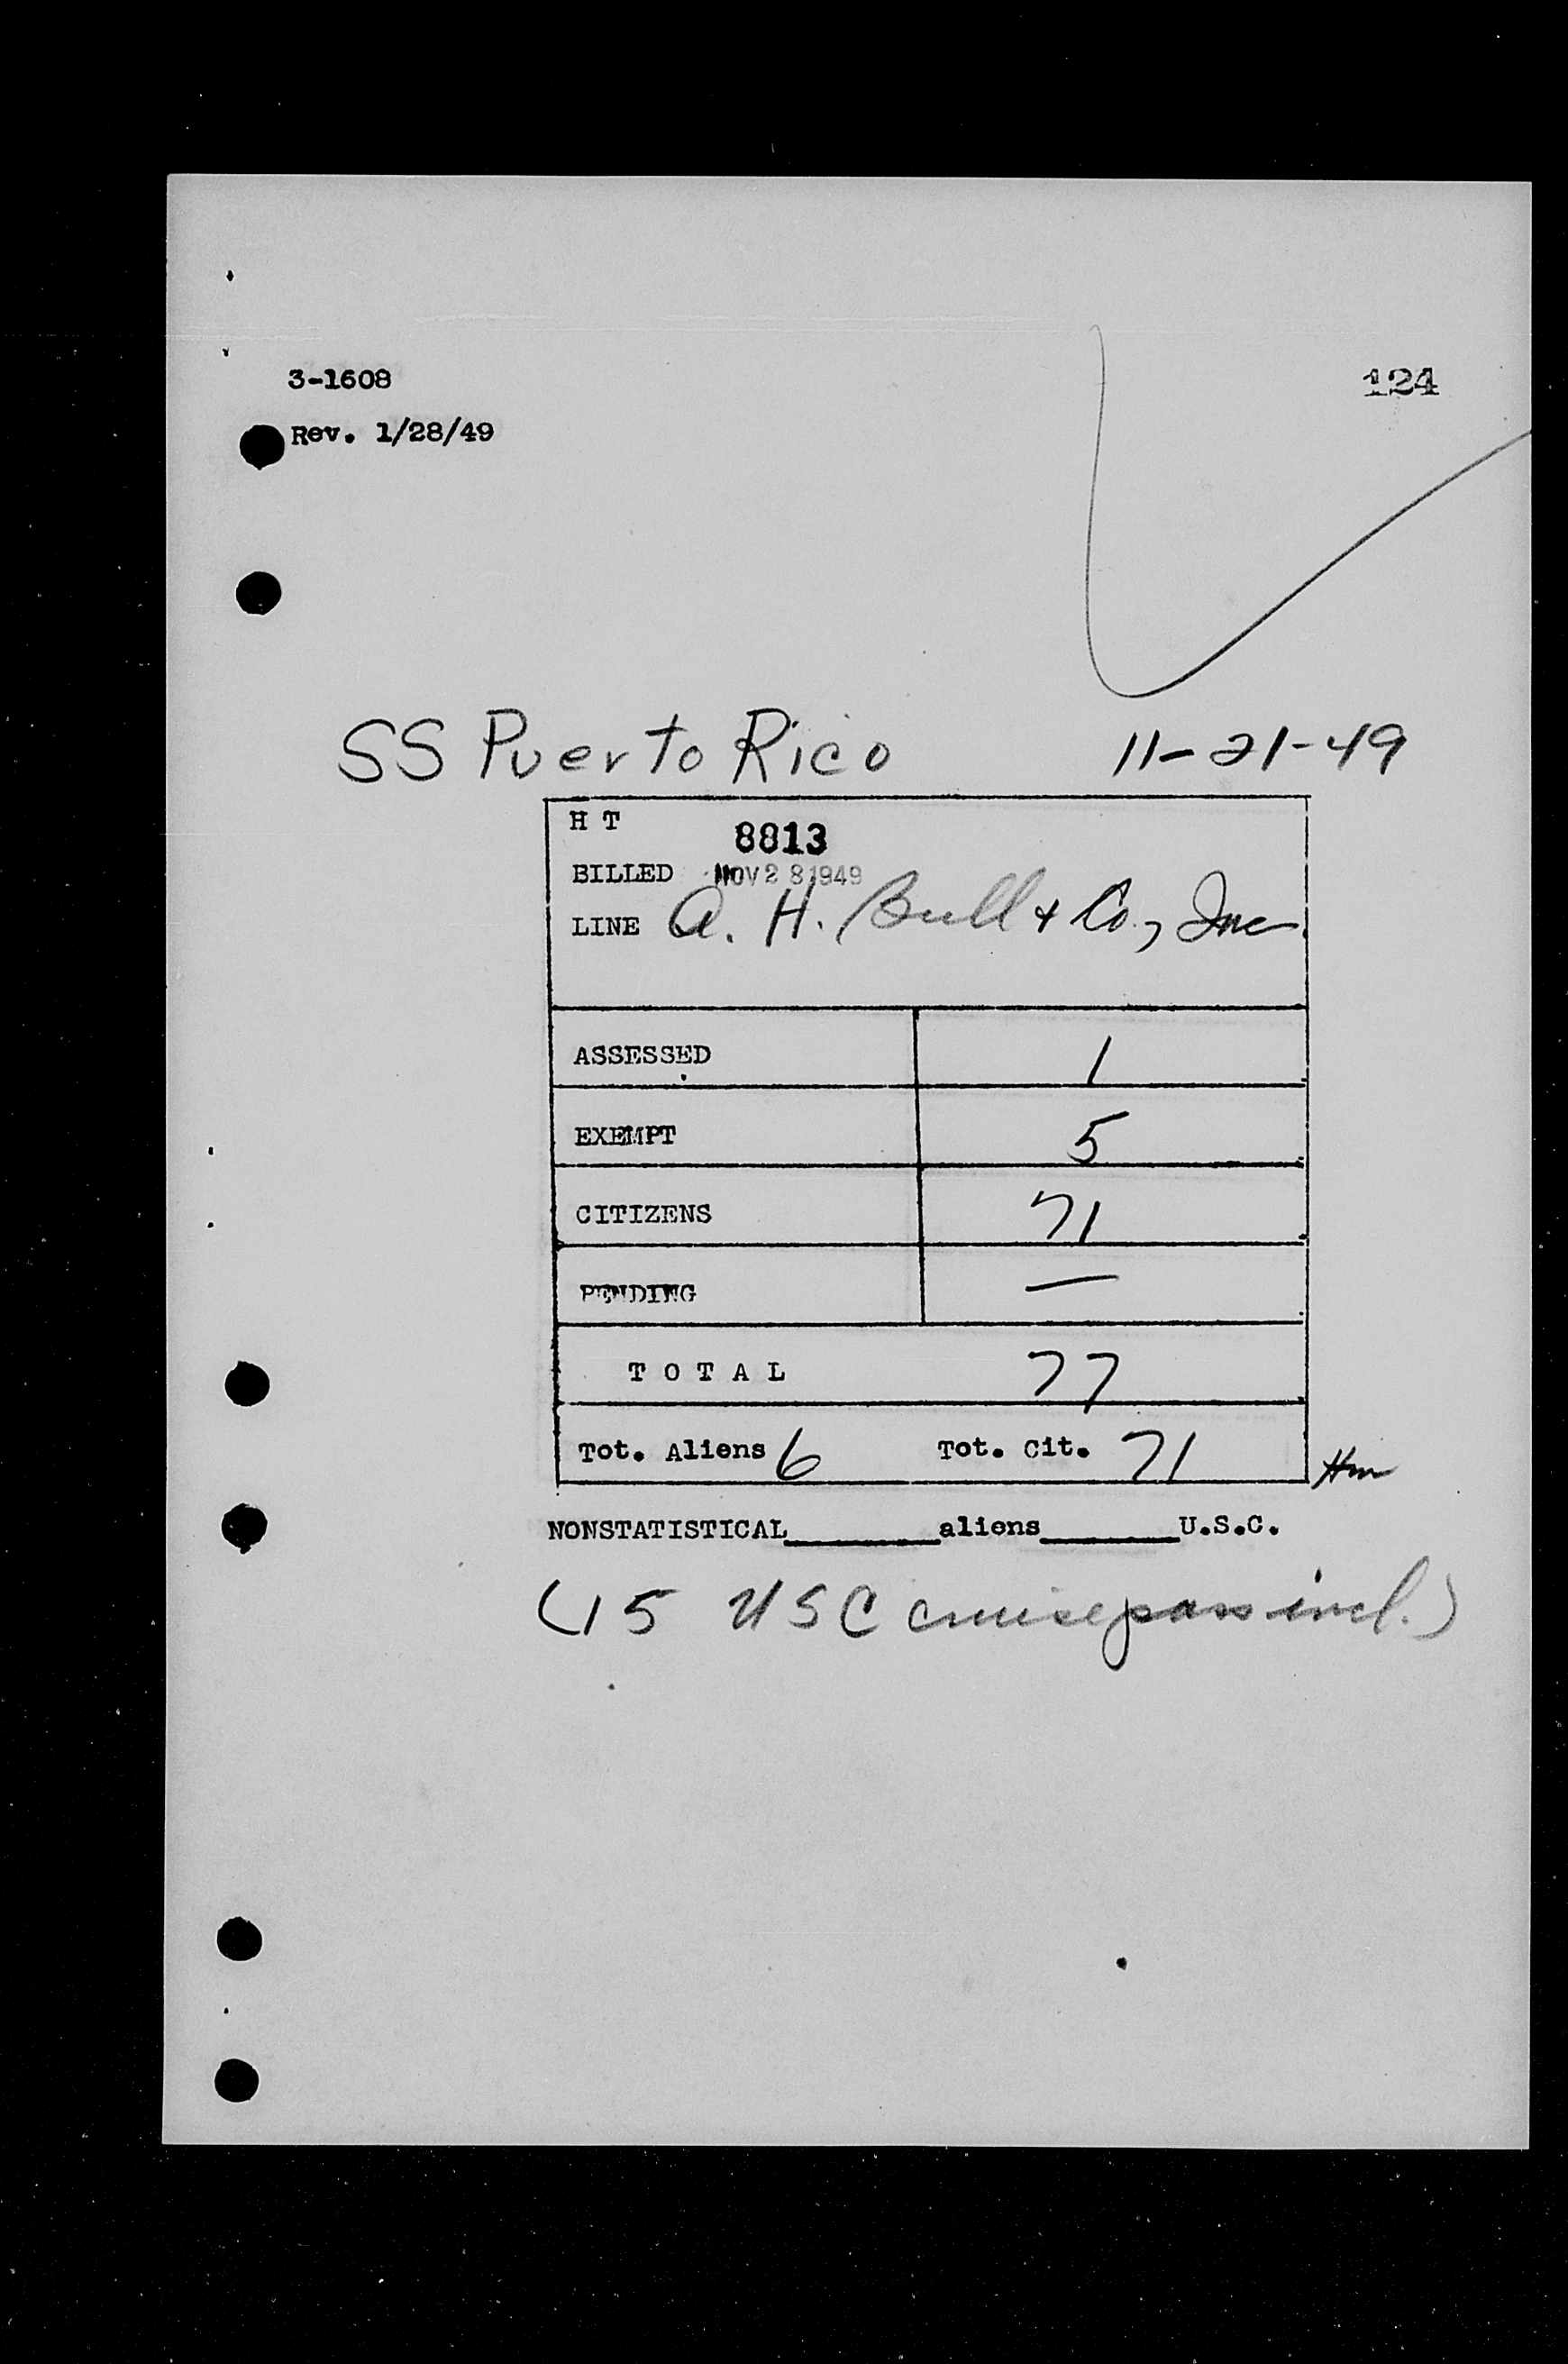 3-1608
124
Rev. 1/28/49
SS Puerto Rico 11-21-49
H T 8813
BILLED NOV 28 1949
LINE A. H. Bull & Co., Inc.
ASSESSED 1
EXEMPT 5
CITIZENS 71
PENDING —
TOTAL 77
Tot. Aliens 6 Tot. Cit. 71 Hm
NONSTATISTICAL________aliens_______U.S.C.
(15 USC cruise pass incl.)